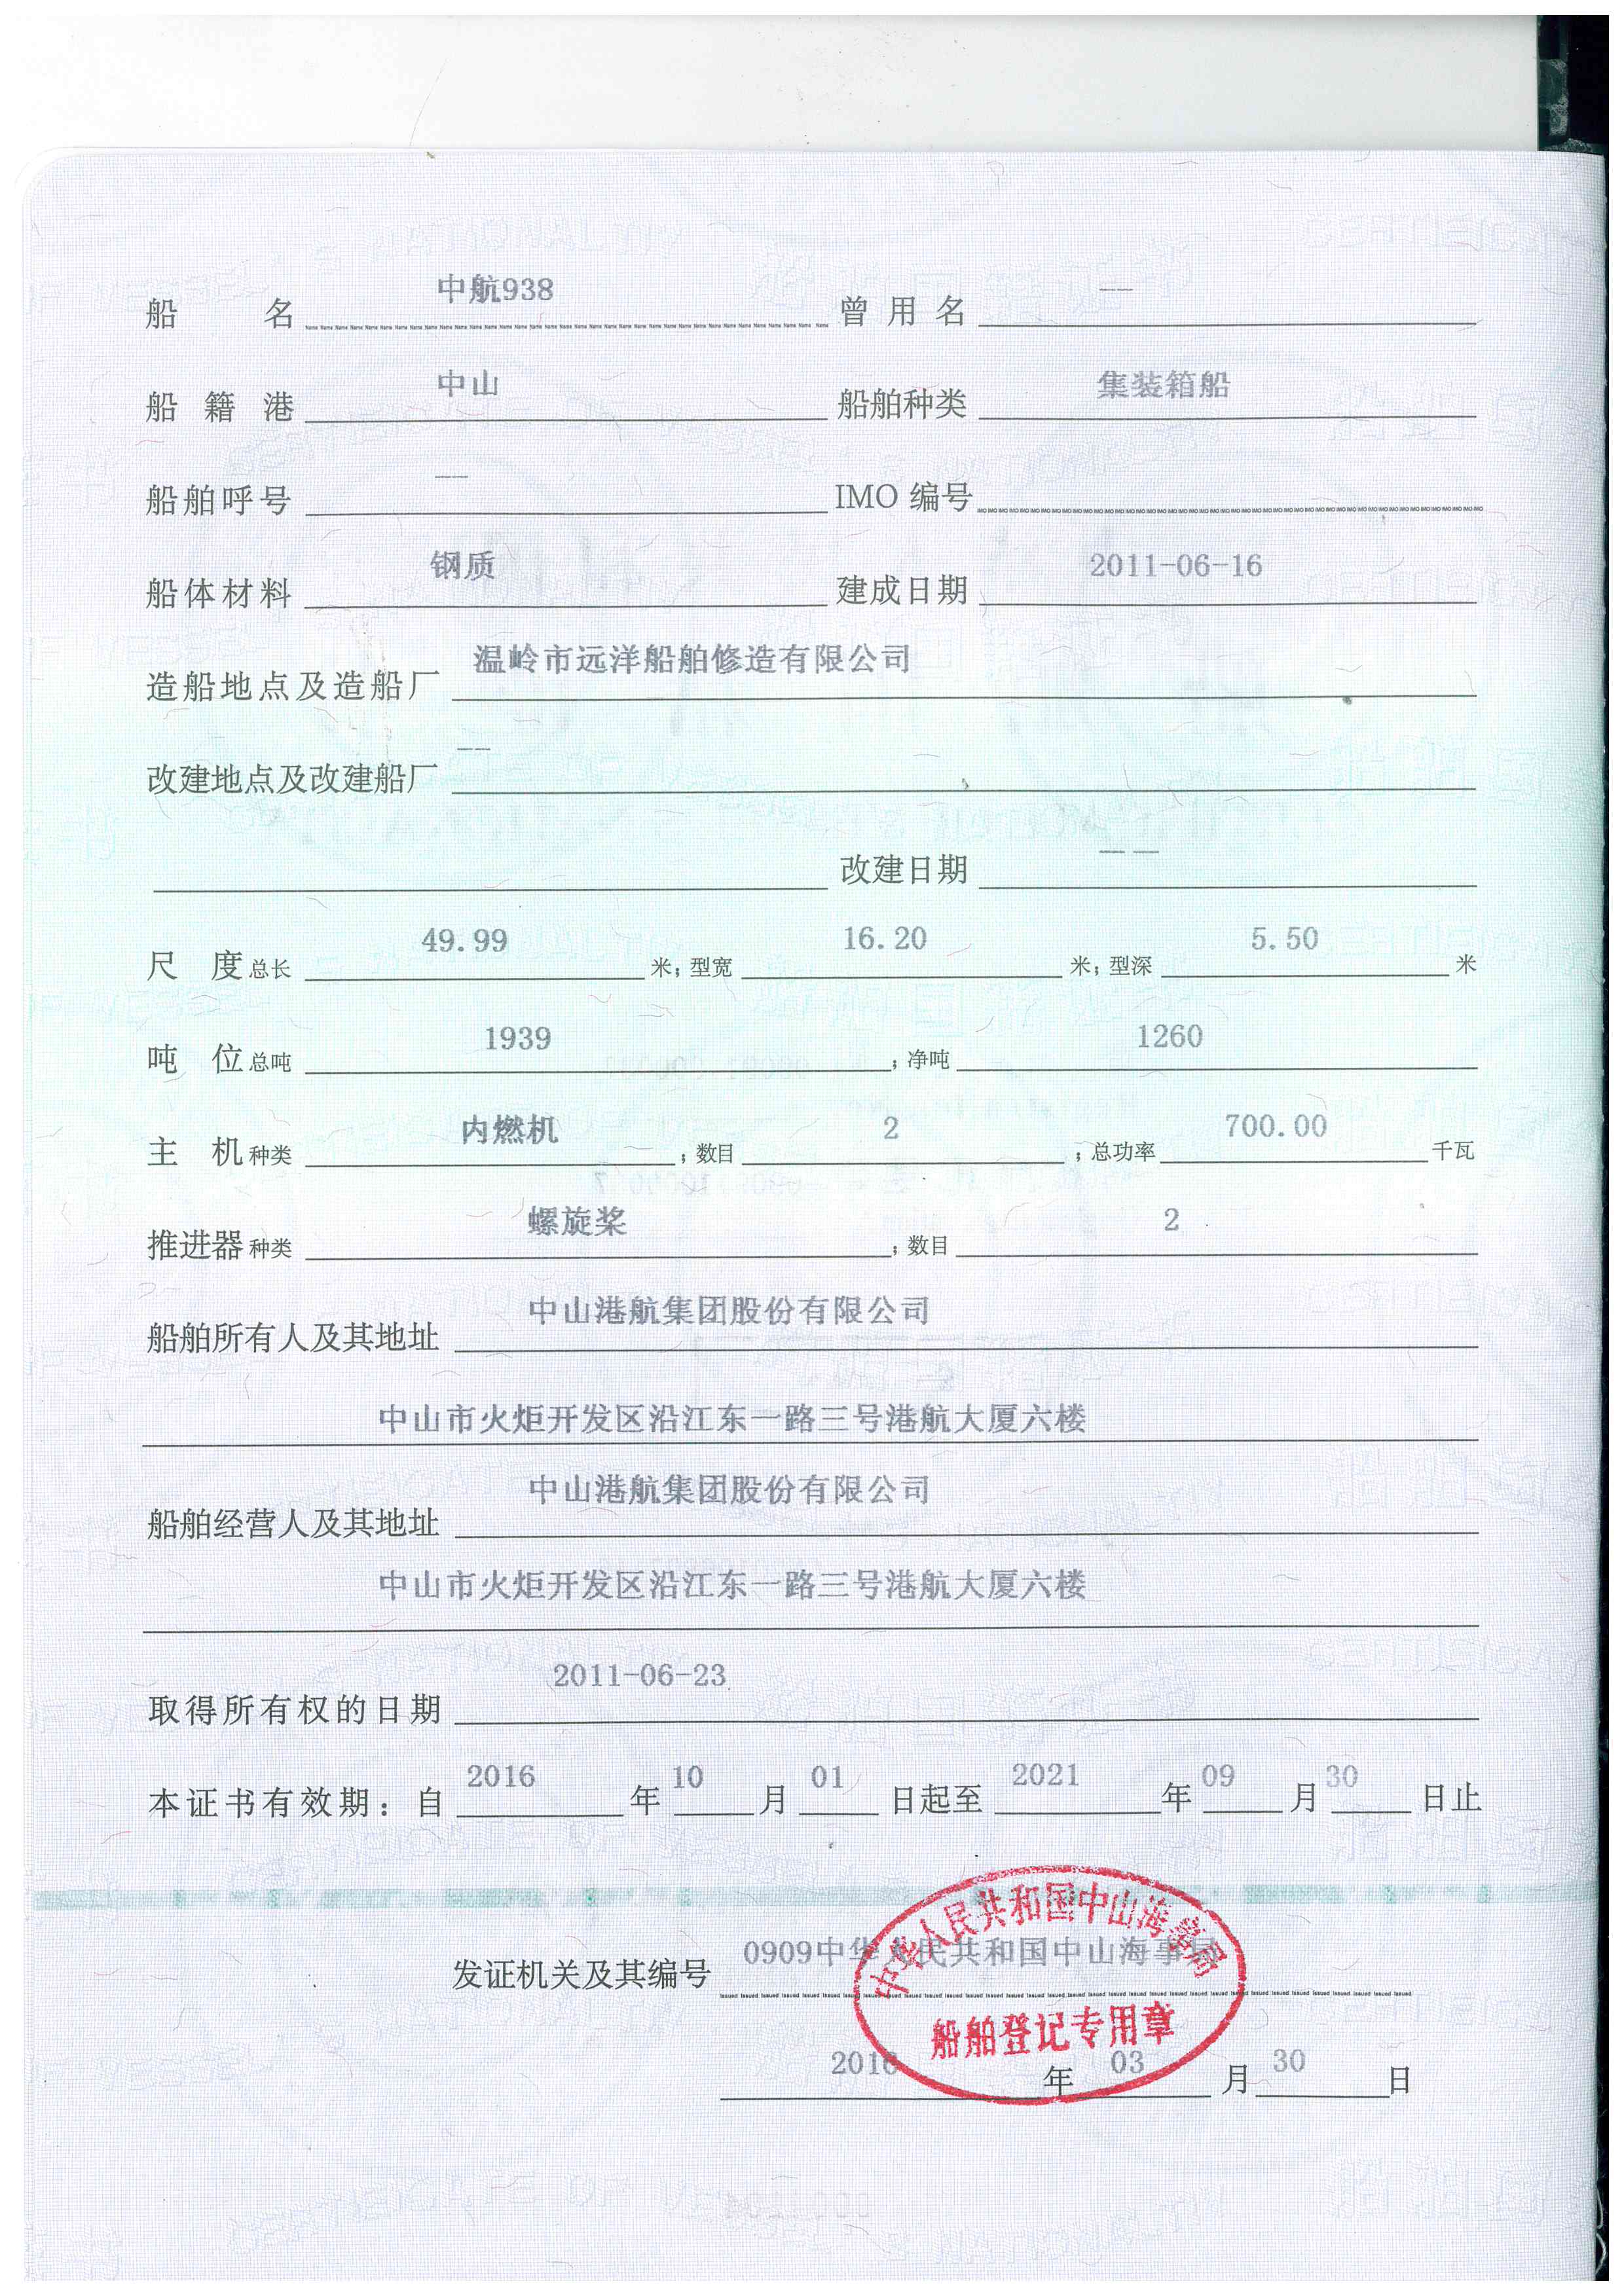 船名 中航938 曾用名 ——
船籍港 中山 船舶种类 集装箱船
船舶呼号 —— IMO 编号
船体材料 钢质 建成日期 2011-06-16
造船地点及造船厂 温岭市远洋船舶修造有限公司
改建地点及改建船厂 ——
改建日期 —— ——
尺度总长 49.99 米；型宽 16.20 米；型深 5.50 米
吨位总吨 1939 ；净吨 1260
主机种类 内燃机 ；数目 2 ；总功率 700.00 千瓦
推进器种类 螺旋桨 ；数目 2
船舶所有人及其地址 中山港航集团股份有限公司
中山市火炬开发区沿江东一路三号港航大厦六楼
船舶经营人及其地址 中山港航集团股份有限公司
中山市火炬开发区沿江东一路三号港航大厦六楼
取得所有权的日期 2011-06-23
本证书有效期：自 2016 年 10 月 01 日起至 2021 年 09 月 30 日止
中华人民共和国中山海事局
发证机关及其编号 0909中华人民共和国中山海事局
船舶登记专用章
2016 年 03 月 30 日